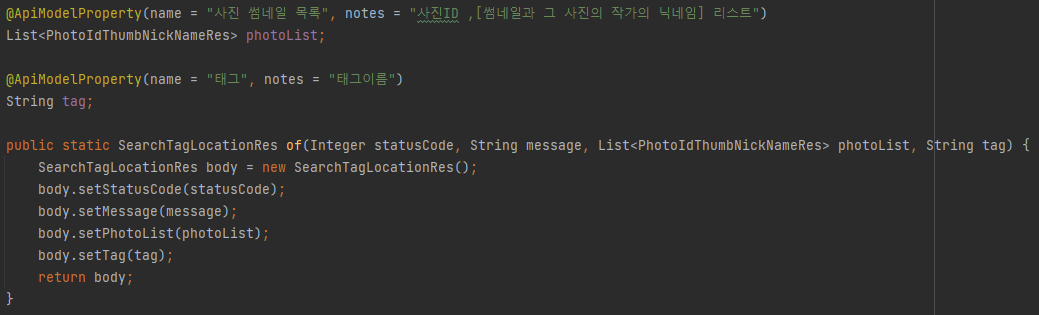 @ApiModelProperty(name = "사진 썸네일 목록", notes = "사진ID ,[썸네일과 그 사진의 작가의 닉네임] 리스트")
List<PhotoIdThumbNickNameRes> photoList;
@ApiModelProperty(name = "태그", notes = "태그이름")
String tag;
public static SearchTagLocationRes of(Integer statusCode, String message, List<PhotoIdThumbNickNameRes> photoList, String tag) {
SearchTagLocationRes body = new SearchTagLocationRes();
body.setStatusCode(statusCode);
body.setMessage(message);
body.setPhotoList(photoList);
body.setTag(tag);
return body;
}